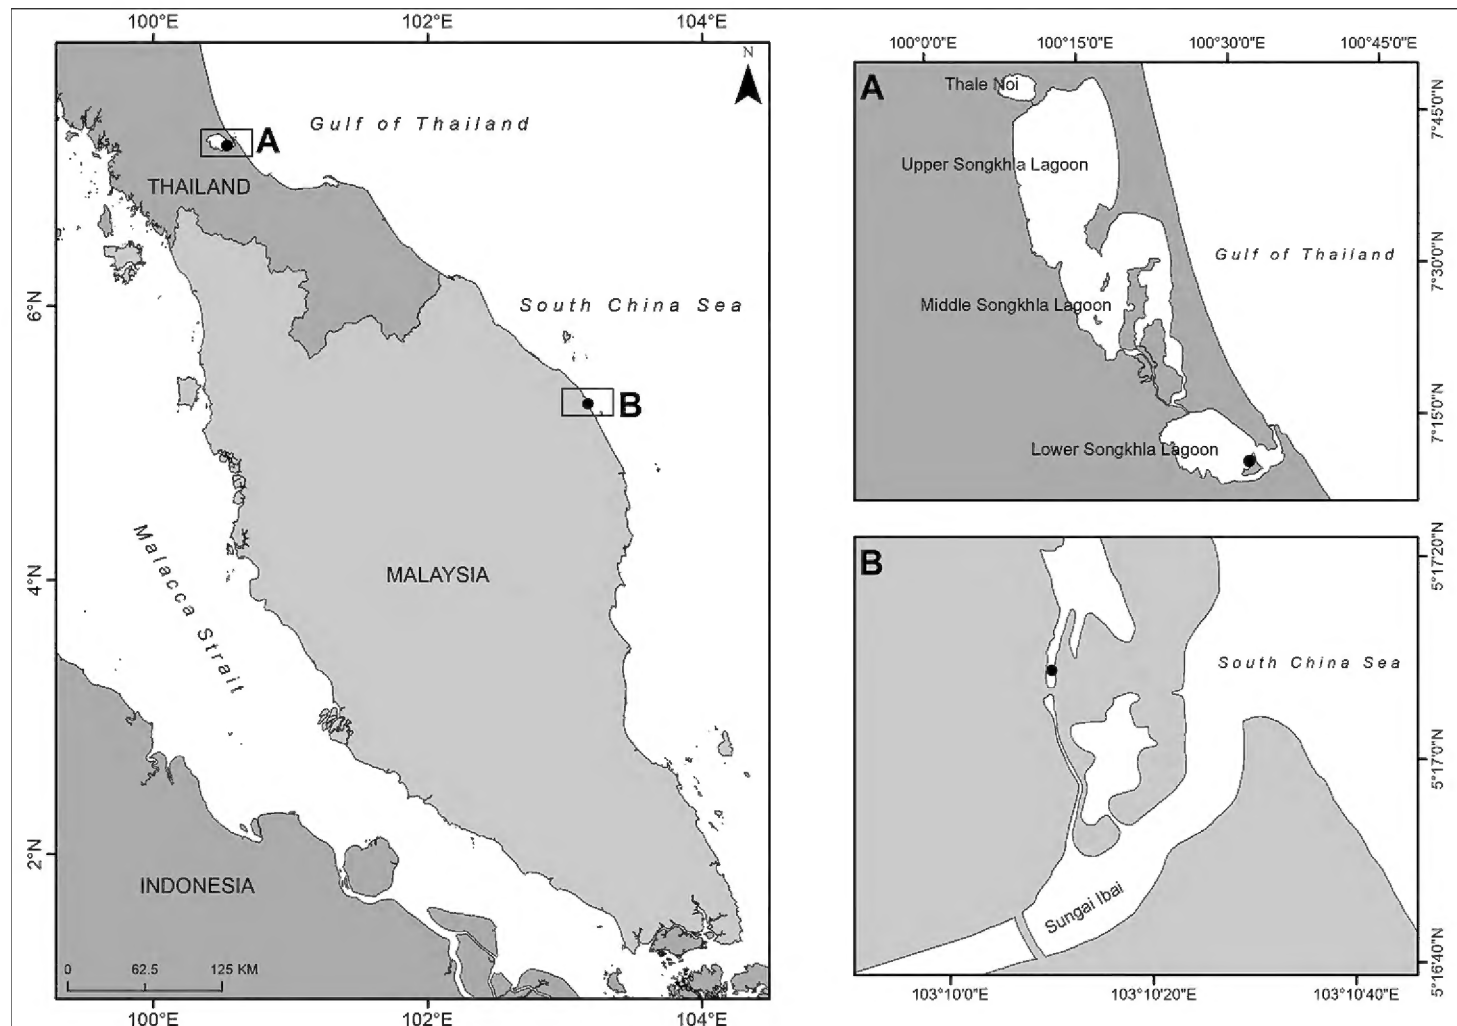 100°E
102°E
104°E
N
A
Gulf of Thailand
THAILAND
6°N
South China Sea
B
4°N
Malacca Strait
MALAYSIA
2°N
INDONESIA
0
62.5
125 KM
100°E
102°E
104°E
100°0'0"E
100°15'0"E
100°30'0"E
100°45'0"E
A
Thale Noi
7°45'0"N
Upper Songkhla Lagoon
Gulf of Thailand
7°30'0"N
Middle Songkhla Lagoon
7°15'0"N
Lower Songkhla Lagoon
B
5°17'20"N
South China Sea
5°17'0"N
Sungai Ibai
5°16'40"N
103°10'0"E
103°10'20"E
103°10'40"E